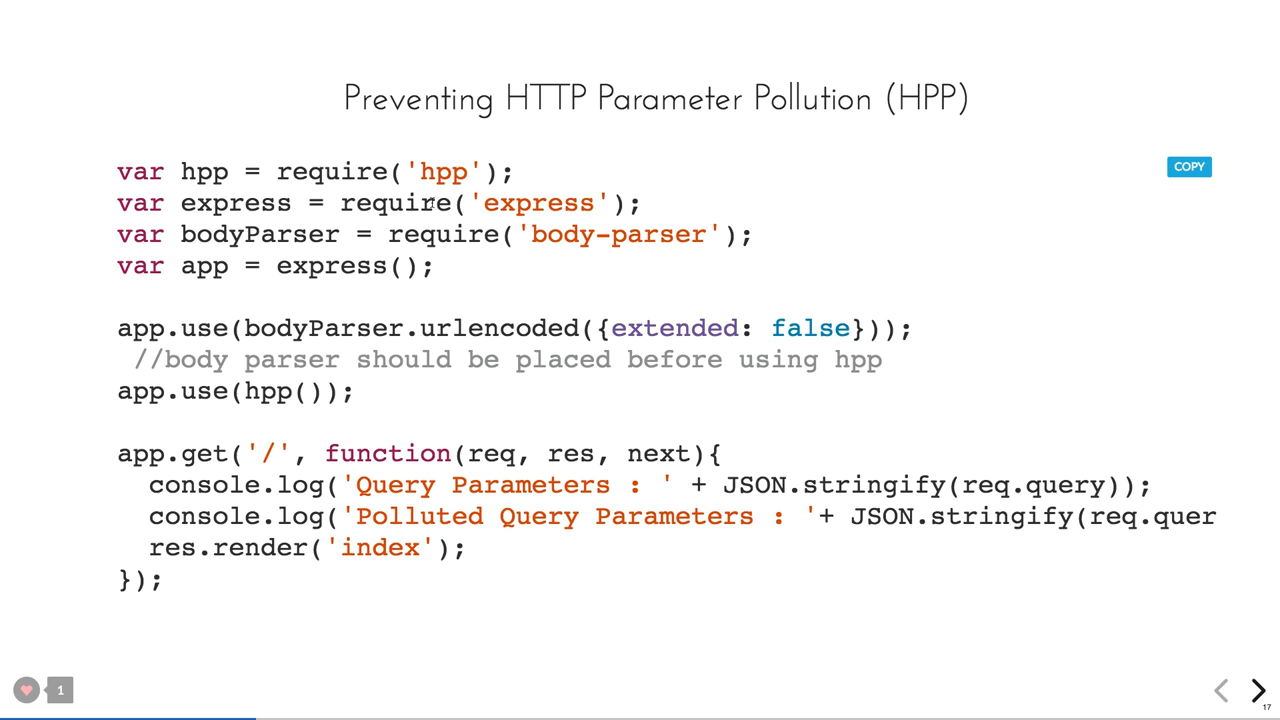 Preventing HTTP Parameter Pollution (HPP)
COPY
var hpp = require('hpp');
var express = require('express');
var bodyParser = require('body-parser');
var app = express();
app.use(bodyParser.urlencoded({extended: false}));
//body parser should be placed before using hpp
app.use(hpp());
app.get('/', function(req, res, next){
console.log('Query Parameters : ' + JSON.stringify(req.query));
console.log('Polluted Query Parameters : '+ JSON.stringify(req.quer
res.render('index');
});
1
17